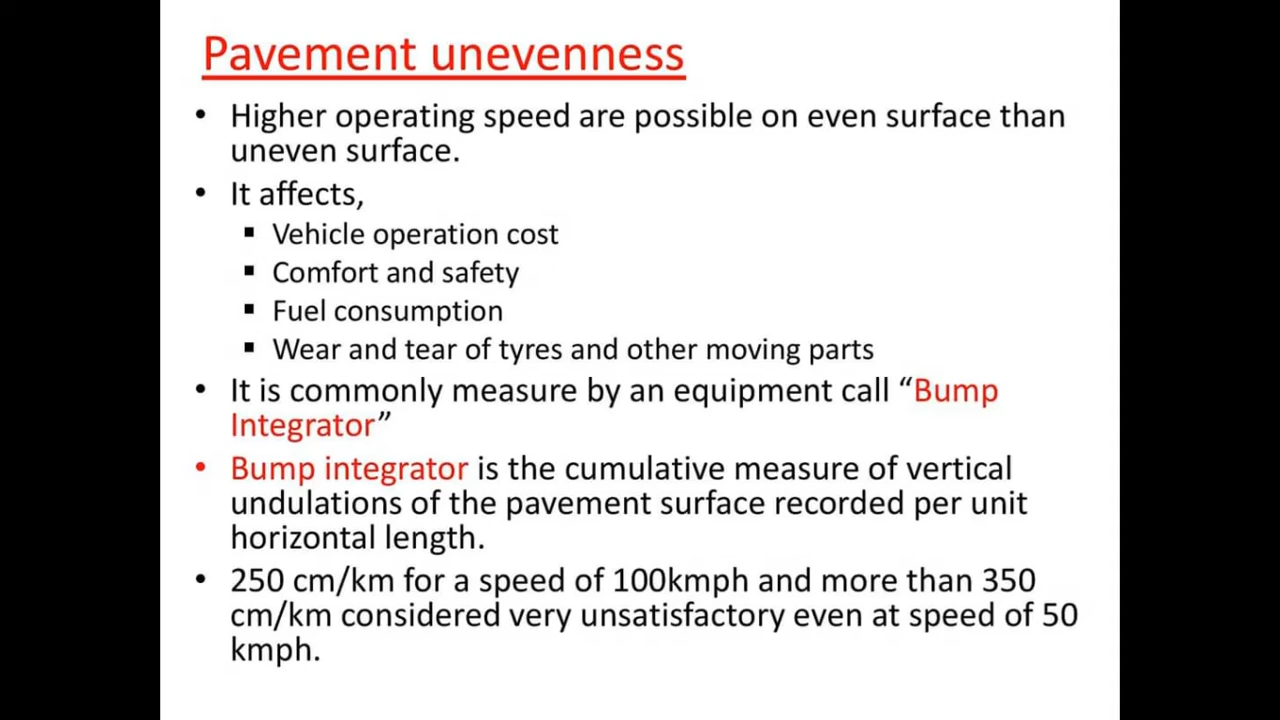 Pavement unevenness
• Higher operating speed are possible on even surface than
uneven surface.
• It affects,
▪ Vehicle operation cost
▪ Comfort and safety
▪ Fuel consumption
▪ Wear and tear of tyres and other moving parts
• It is commonly measure by an equipment call “Bump
Integrator”
• Bump integrator is the cumulative measure of vertical
undulations of the pavement surface recorded per unit
horizontal length.
• 250 cm/km for a speed of 100kmph and more than 350
cm/km considered very unsatisfactory even at speed of 50
kmph.